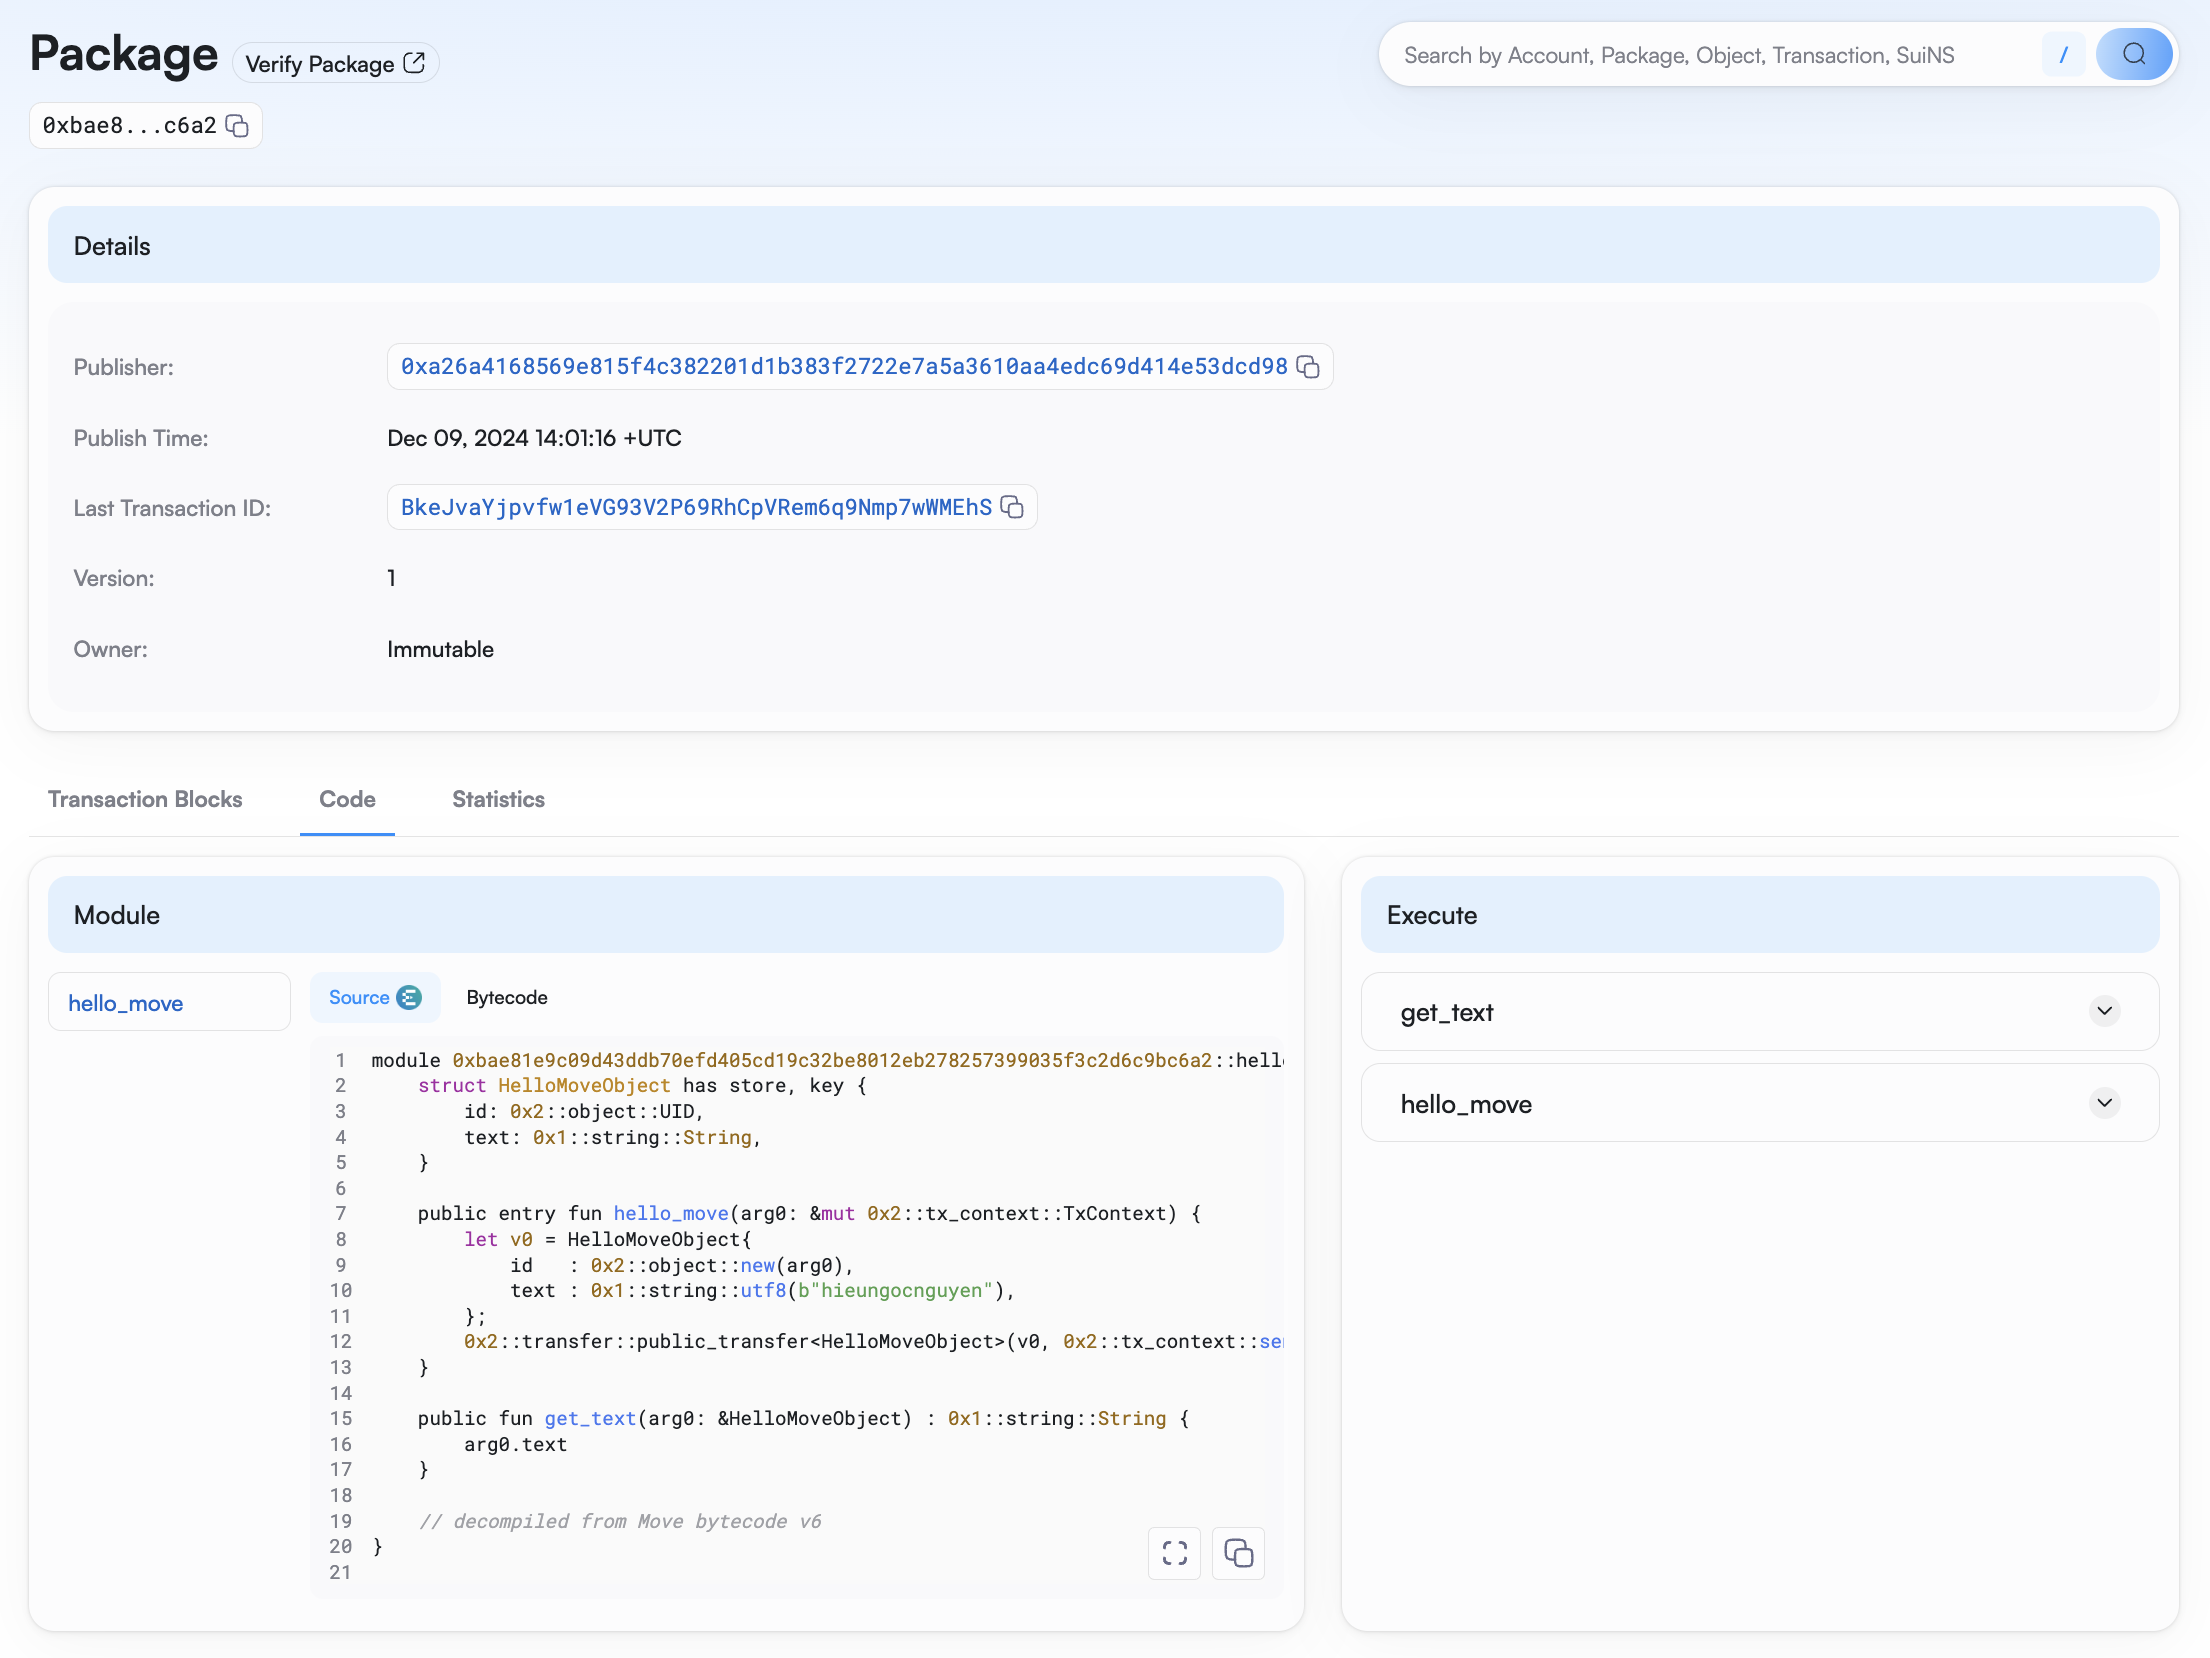 Package
Verify Package
Search by Account, Package, Object, Transaction, SuiNS
/
0xbae8...c6a2
Details
Publisher:
0xa26a4168569e815f4c382201d1b383f2722e7a5a3610aa4edc69d414e53dcd98
Publish Time:
Dec 09, 2024 14:01:16 +UTC
Last Transaction ID:
BkeJvaYjpvfw1eVG93V2P69RhCpVRem6q9Nmp7wWMEhS
Version:
1
Owner:
Immutable
Transaction Blocks
Code
Statistics
Module
hello_move
Source
Bytecode
1 module 0xbae81e9c09d43ddb70efd405cd19c32be8012eb278257399035f3c2d6c9bc6a2::hell
2     struct HelloMoveObject has store, key {
3         id: 0x2::object::UID,
4         text: 0x1::string::String,
5     }
6
7     public entry fun hello_move(arg0: &mut 0x2::tx_context::TxContext) {
8         let v0 = HelloMoveObject{
9             id   : 0x2::object::new(arg0),
10             text : 0x1::string::utf8(b"hieungocnguyen"),
11         };
12         0x2::transfer::public_transfer<HelloMoveObject>(v0, 0x2::tx_context::se
13     }
14
15     public fun get_text(arg0: &HelloMoveObject) : 0x1::string::String {
16         arg0.text
17     }
18
19     // decompiled from Move bytecode v6
20 }
21
Execute
get_text
hello_move